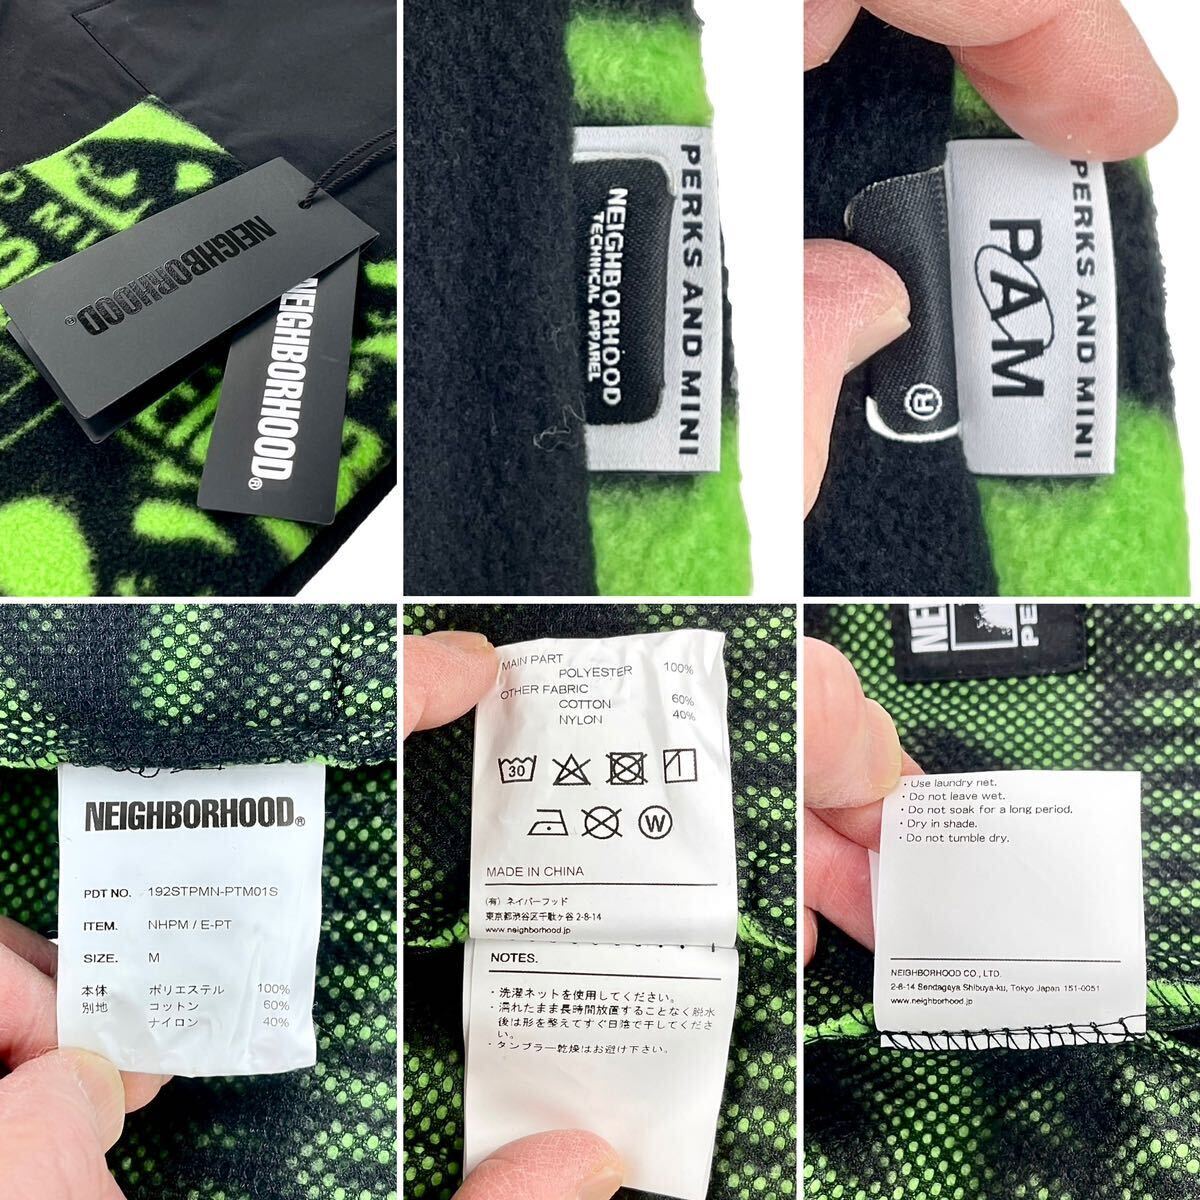 NEIGHBORHOOD®
NEIGHBORHOOD®
NEIGHBORHOOD
TECHNICAL APPAREL
PERKS AND MINI
®
PAM
PERKS AND MINI
NEIGHBORHOOD®
PDT NO. 192STPMN-PTM01S
ITEM. NHPM / E-PT
SIZE. M
本体 ポリエステル 100%
別地 コットン 60%
ナイロン 40%
MAIN PART
POLYESTER 100%
OTHER FABRIC
COTTON 60%
NYLON 40%
30
W
MADE IN CHINA
(有) ネイバーフッド
東京都渋谷区千駄ヶ谷 2-8-14
www.neighborhood.jp
NOTES.
・洗濯ネットを使用してください。
・濡れたまま長時間放置することなく脱水
後は形を整えてすぐ日陰で干してくださ
い。
・タンブラー乾燥はお避け下さい。
NEI
PE
・Use laundry net.
・Do not leave wet.
・Do not soak for a long period.
・Dry in shade.
・Do not tumble dry.
NEIGHBORHOOD CO., LTD.
2-8-14 Sendagaya Shibuya-ku, Tokyo Japan 151-0051
www.neighborhood.jp